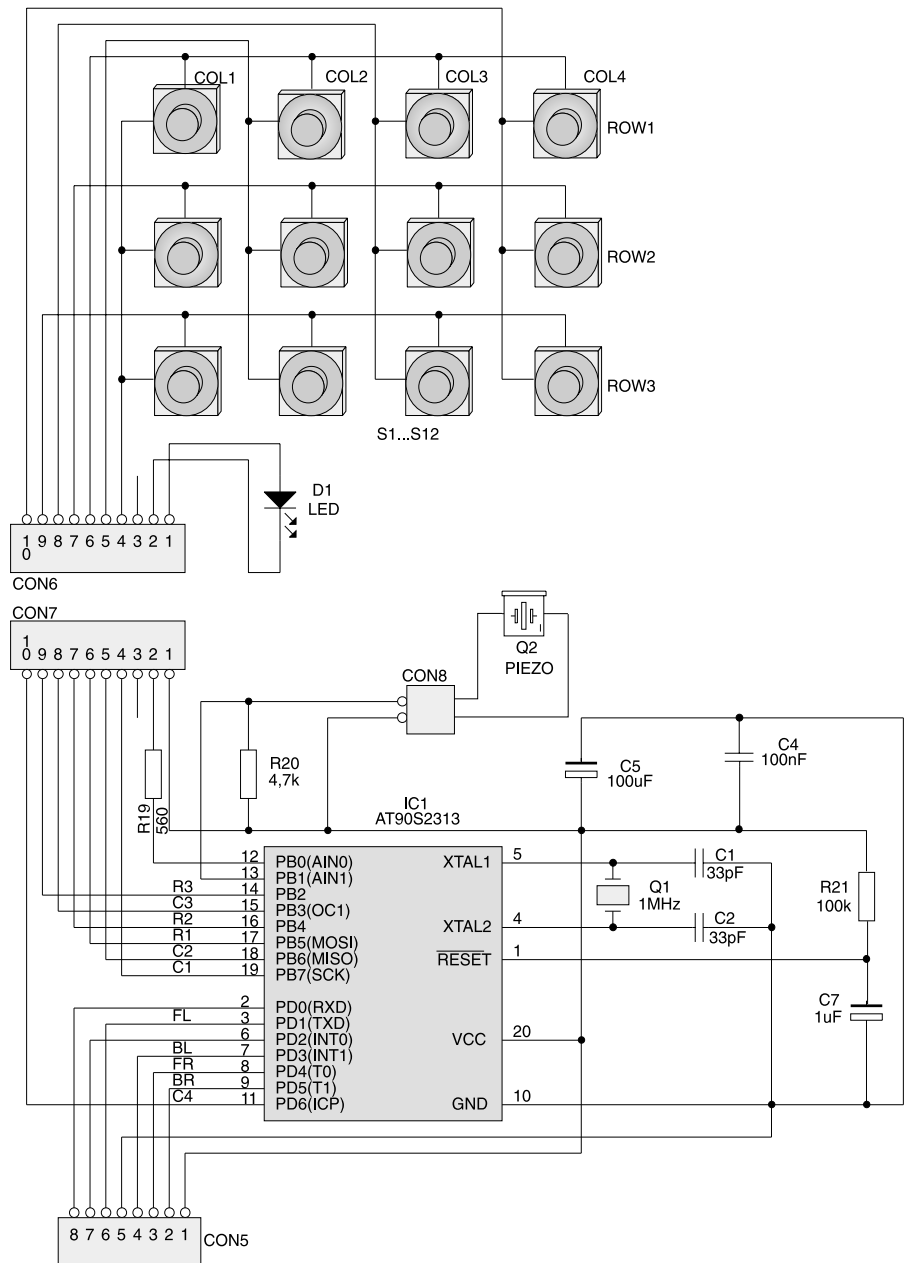 COL1 COL2 COL3 COL4
ROW1
ROW2
ROW3
S1...S12
D1
LED
10 9 8 7 6 5 4 3 2 1
CON6
CON7
10 9 8 7 6 5 4 3 2 1
Q2
PIEZO
CON8
R20
4,7k
R19
560
C5
100uF
C4
100nF
IC1
AT90S2313
12 PB0(AIN0)
13 PB1(AIN1)
R3 14 PB2
C3 15 PB3(OC1)
R2 16 PB4
R1 17 PB5(MOSI)
C2 18 PB6(MISO)
C1 19 PB7(SCK)
2 PD0(RXD)
FL 3 PD1(TXD)
6 PD2(INT0)
BL 7 PD3(INT1)
FR 8 PD4(T0)
BR 9 PD5(T1)
C4 11 PD6(ICP)
XTAL1 5
XTAL2 4
RESET 1
VCC 20
GND 10
C1
33pF
Q1
1MHz
C2
33pF
R21
100k
C7
1uF
8 7 6 5 4 3 2 1
CON5